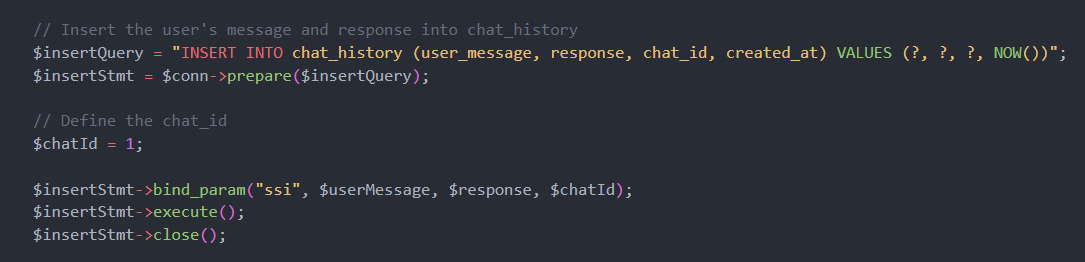 // Insert the user's message and response into chat_history
$insertQuery = "INSERT INTO chat_history (user_message, response, chat_id, created_at) VALUES (?, ?, ?, NOW())";
$insertStmt = $conn->prepare($insertQuery);
// Define the chat_id
$chatId = 1;
$insertStmt->bind_param("ssi", $userMessage, $response, $chatId);
$insertStmt->execute();
$insertStmt->close();